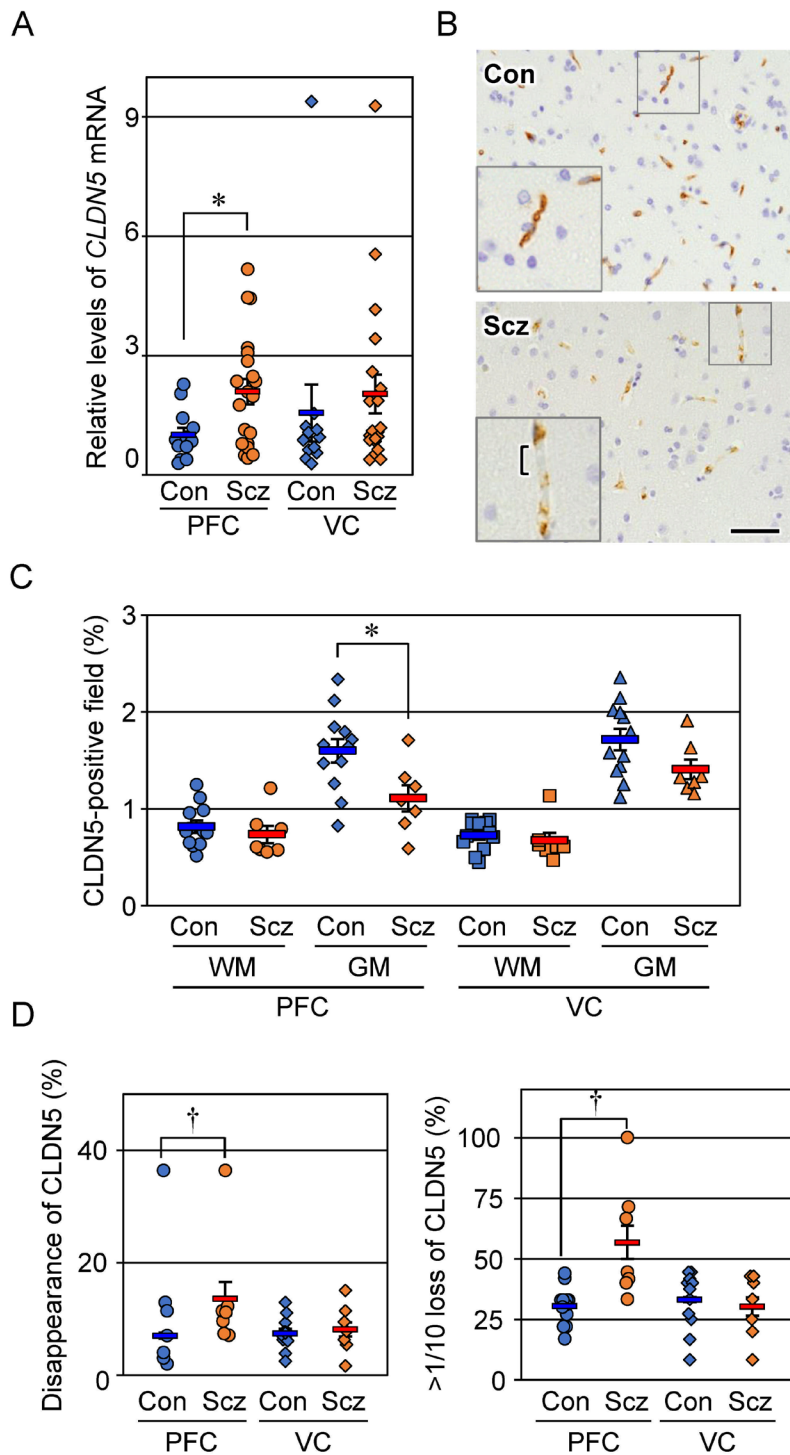 A
Relative levels of CLDN5 mRNA
9
6
3
0
*
Con Scz Con Scz
PFC VC
B
Con
Scz
C
CLDN5-positive field (%)
3
2
1
0
*
Con Scz Con Scz Con Scz Con Scz
WM GM WM GM
PFC VC
D
Disappearance of CLDN5 (%)
40
20
0
†
Con Scz Con Scz
PFC VC
>1/10 loss of CLDN5 (%)
100
75
50
25
0
†
Con Scz Con Scz
PFC VC